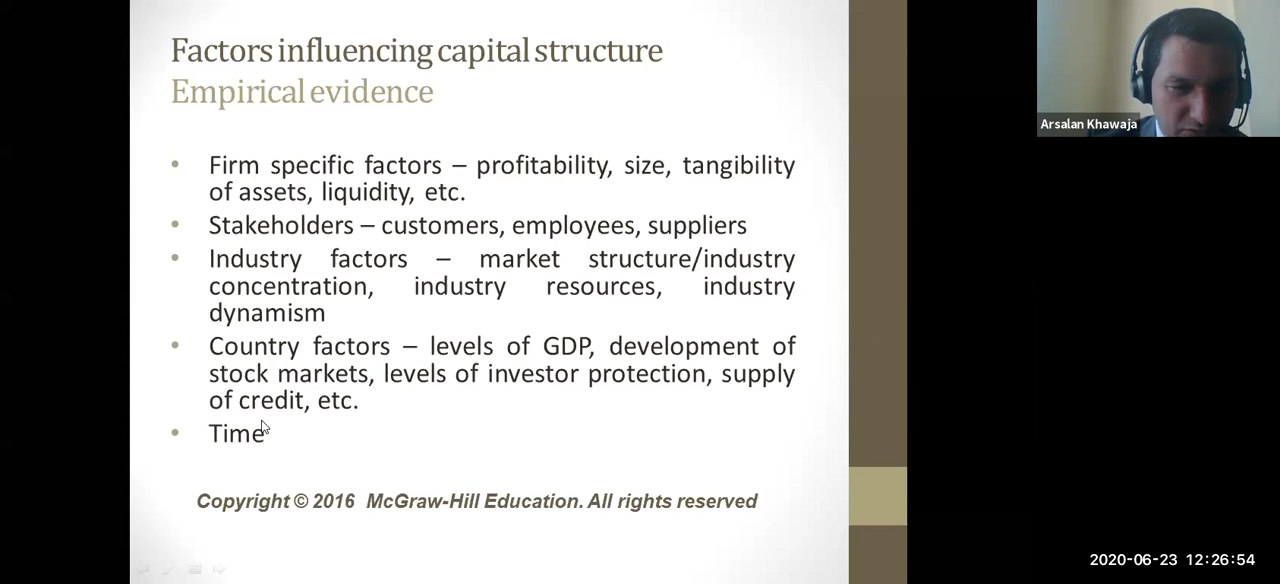 Factors influencing capital structure
Empirical evidence
• Firm specific factors – profitability, size, tangibility
of assets, liquidity, etc.
• Stakeholders – customers, employees, suppliers
• Industry factors – market structure/industry
concentration, industry resources, industry
dynamism
• Country factors – levels of GDP, development of
stock markets, levels of investor protection, supply
of credit, etc.
• Time
Copyright © 2016 McGraw-Hill Education. All rights reserved
Arsalan Khawaja
2020-06-23 12:26:54